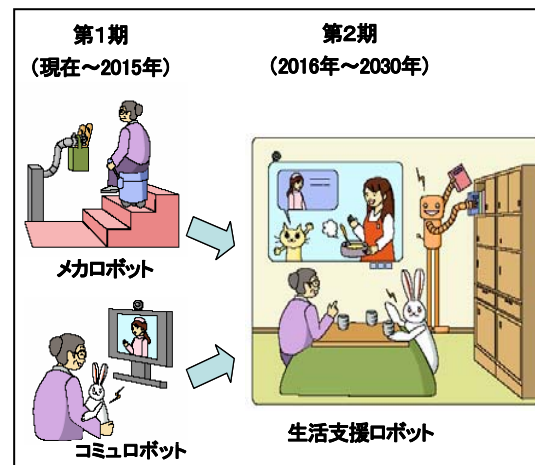 第1期
（現在～2015年）
第2期
（2016年～2030年）
メカロボット
コミュロボット
生活支援ロボット